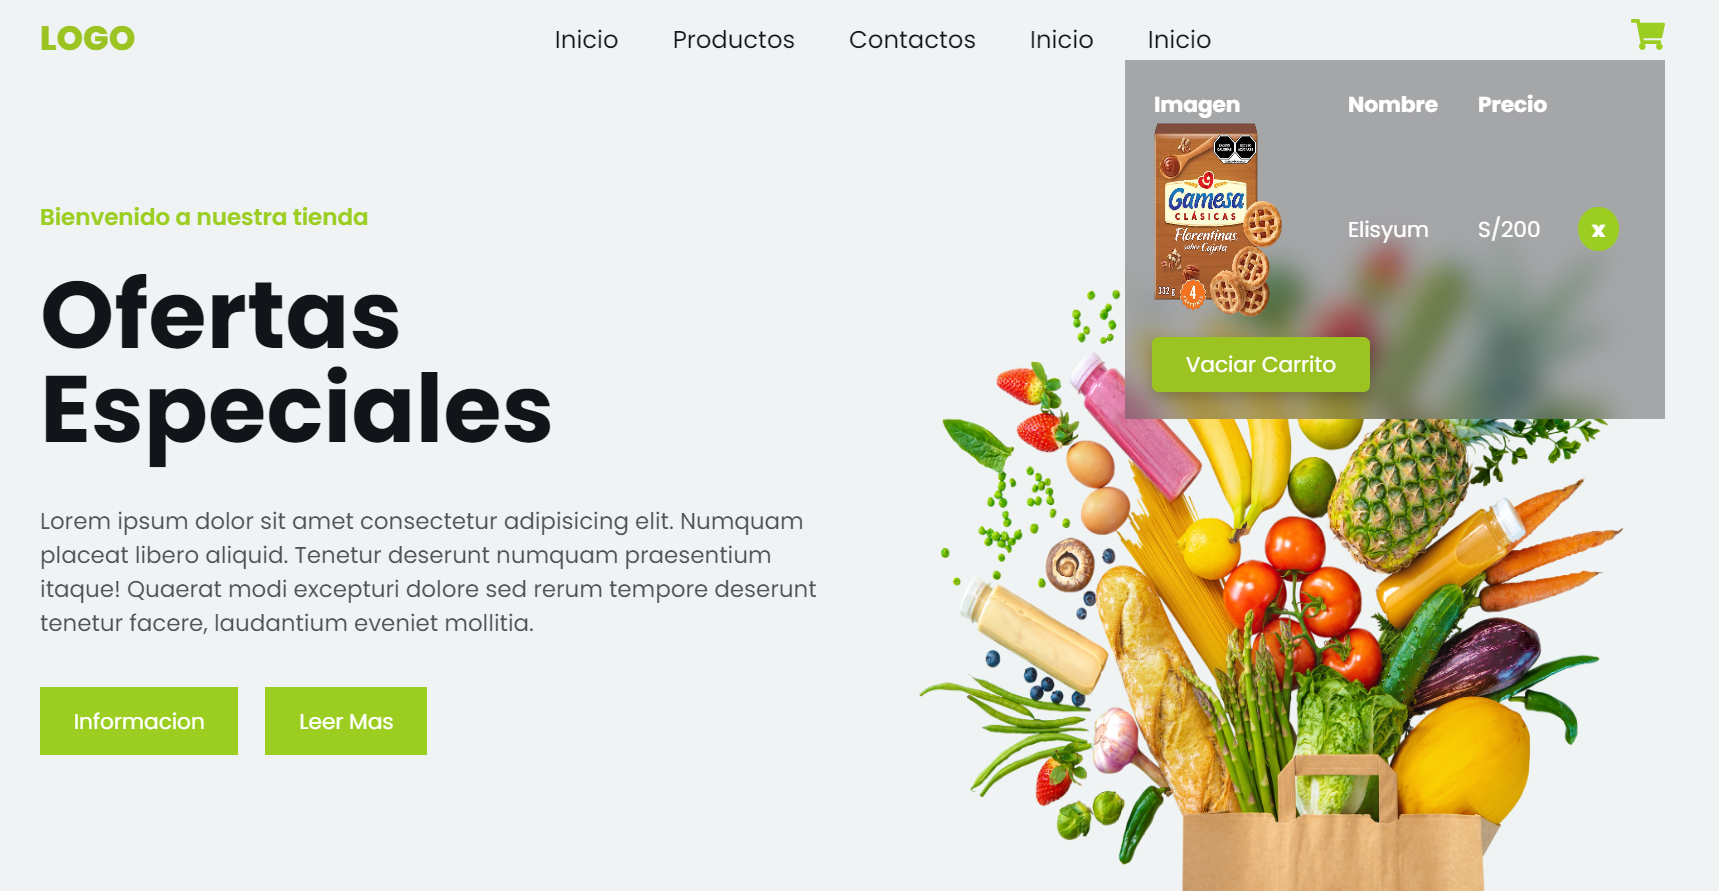 LOGO
Inicio
Productos
Contactos
Inicio
Inicio
Imagen
Nombre
Precio
Gamesa
CLÁSICAS
Florentinas
sabor Cajeta
332 g
4
Elisyum
S/200
x
Vaciar Carrito
Bienvenido a nuestra tienda
Ofertas
Especiales
Lorem ipsum dolor sit amet consectetur adipisicing elit. Numquam
placeat libero aliquid. Tenetur deserunt numquam praesentium
itaque! Quaerat modi excepturi dolore sed rerum tempore deserunt
tenetur facere, laudantium eveniet mollitia.
Informacion
Leer Mas